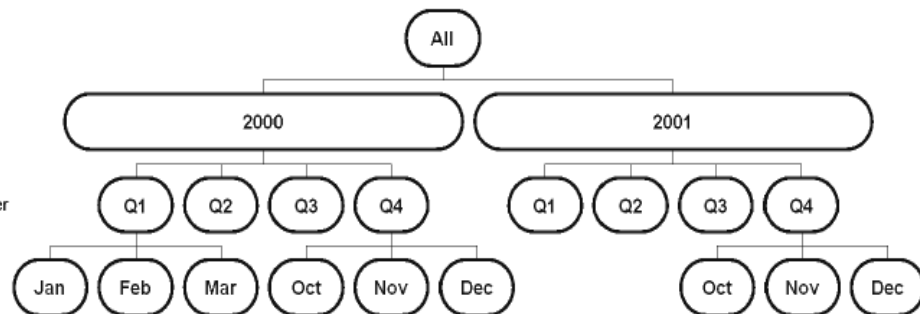 All
2000 2001
er Q1 Q2 Q3 Q4 Q1 Q2 Q3 Q4
Jan Feb Mar Oct Nov Dec Oct Nov Dec